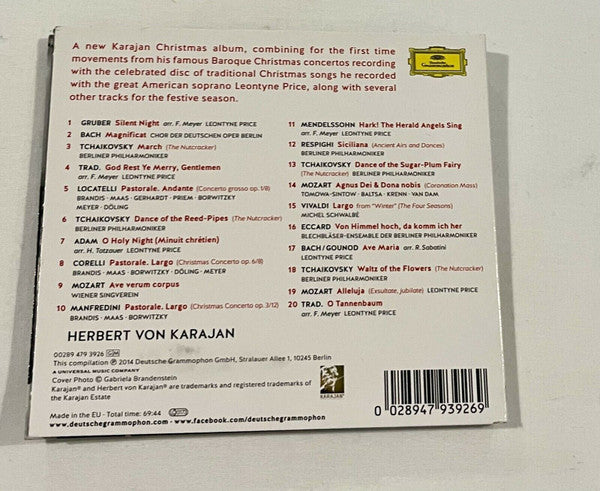 A new Karajan Christmas album, combining for the first time
movements from his famous Baroque Christmas concertos recording
with the celebrated disc of traditional Christmas songs he recorded
with the great American soprano Leontyne Price, along with several
other tracks for the festive season.
Deutsche
Grammophon
1 GRUBER Silent Night arr. F. Meyer LEONTYNE PRICE
2 BACH Magnificat CHOR DER DEUTSCHEN OPER BERLIN
3 TCHAIKOVSKY March (The Nutcracker)
BERLINER PHILHARMONIKER
4 TRAD. God Rest Ye Merry, Gentlemen
arr. F. Meyer LEONTYNE PRICE
5 LOCATELLI Pastorale. Andante (Concerto grosso op. 1/8)
BRANDIS · MAAS · GERHARDT · PRIEM · BORWITZKY
MEYER · DÖLING
6 TCHAIKOVSKY Dance of the Reed-Pipes (The Nutcracker)
BERLINER PHILHARMONIKER
7 ADAM O Holy Night (Minuit chrétien)
arr. H. Totzauer LEONTYNE PRICE
8 CORELLI Pastorale. Largo (Christmas Concerto op. 6/8)
BRANDIS · MAAS · BORWITZKY · DÖLING · MEYER
9 MOZART Ave verum corpus
WIENER SINGVEREIN
10 MANFREDINI Pastorale. Largo (Christmas Concerto op. 3/12)
BRANDIS · MAAS · BORWITZKY
11 MENDELSSOHN Hark! The Herald Angels Sing
arr. F. Meyer LEONTYNE PRICE
12 RESPIGHI Siciliana (Ancient Airs and Dances)
BERLINER PHILHARMONIKER
13 TCHAIKOVSKY Dance of the Sugar-Plum Fairy
(The Nutcracker) BERLINER PHILHARMONIKER
14 MOZART Agnus Dei & Dona nobis (Coronation Mass)
TOMOWA-SINTOW · BALTSA · KRENN · VAN DAM
15 VIVALDI Largo from "Winter" (The Four Seasons)
MICHEL SCHWALBÉ
16 ECCARD Von Himmel hoch, da komm ich her
BLECHBLÄSER-ENSEMBLE DER BERLINER PHILHARMONIKER
17 BACH/GOUNOD Ave Maria arr. R. Sabatini
LEONTYNE PRICE
18 TCHAIKOVSKY Waltz of the Flowers (The Nutcracker)
BERLINER PHILHARMONIKER
19 MOZART Alleluja (Exsultate, jubilate) LEONTYNE PRICE
20 TRAD. O Tannenbaum
arr. F. Meyer LEONTYNE PRICE
HERBERT VON KARAJAN
00289 479 3926 GM
This compilation ℗ 2014 Deutsche Grammophon GmbH, Stralauer Allee 1, 10245 Berlin
A UNIVERSAL MUSIC COMPANY
Cover Photo © Gabriela Brandenstein
Karajan® and Herbert von Karajan® are trademarks and registered trademarks of
the Karajan Estate
KARAJAN®
Made in the EU · Total time: 69:44
www.deutschegrammophon.com www.facebook.com/deutschegrammophon
0 028947 939269